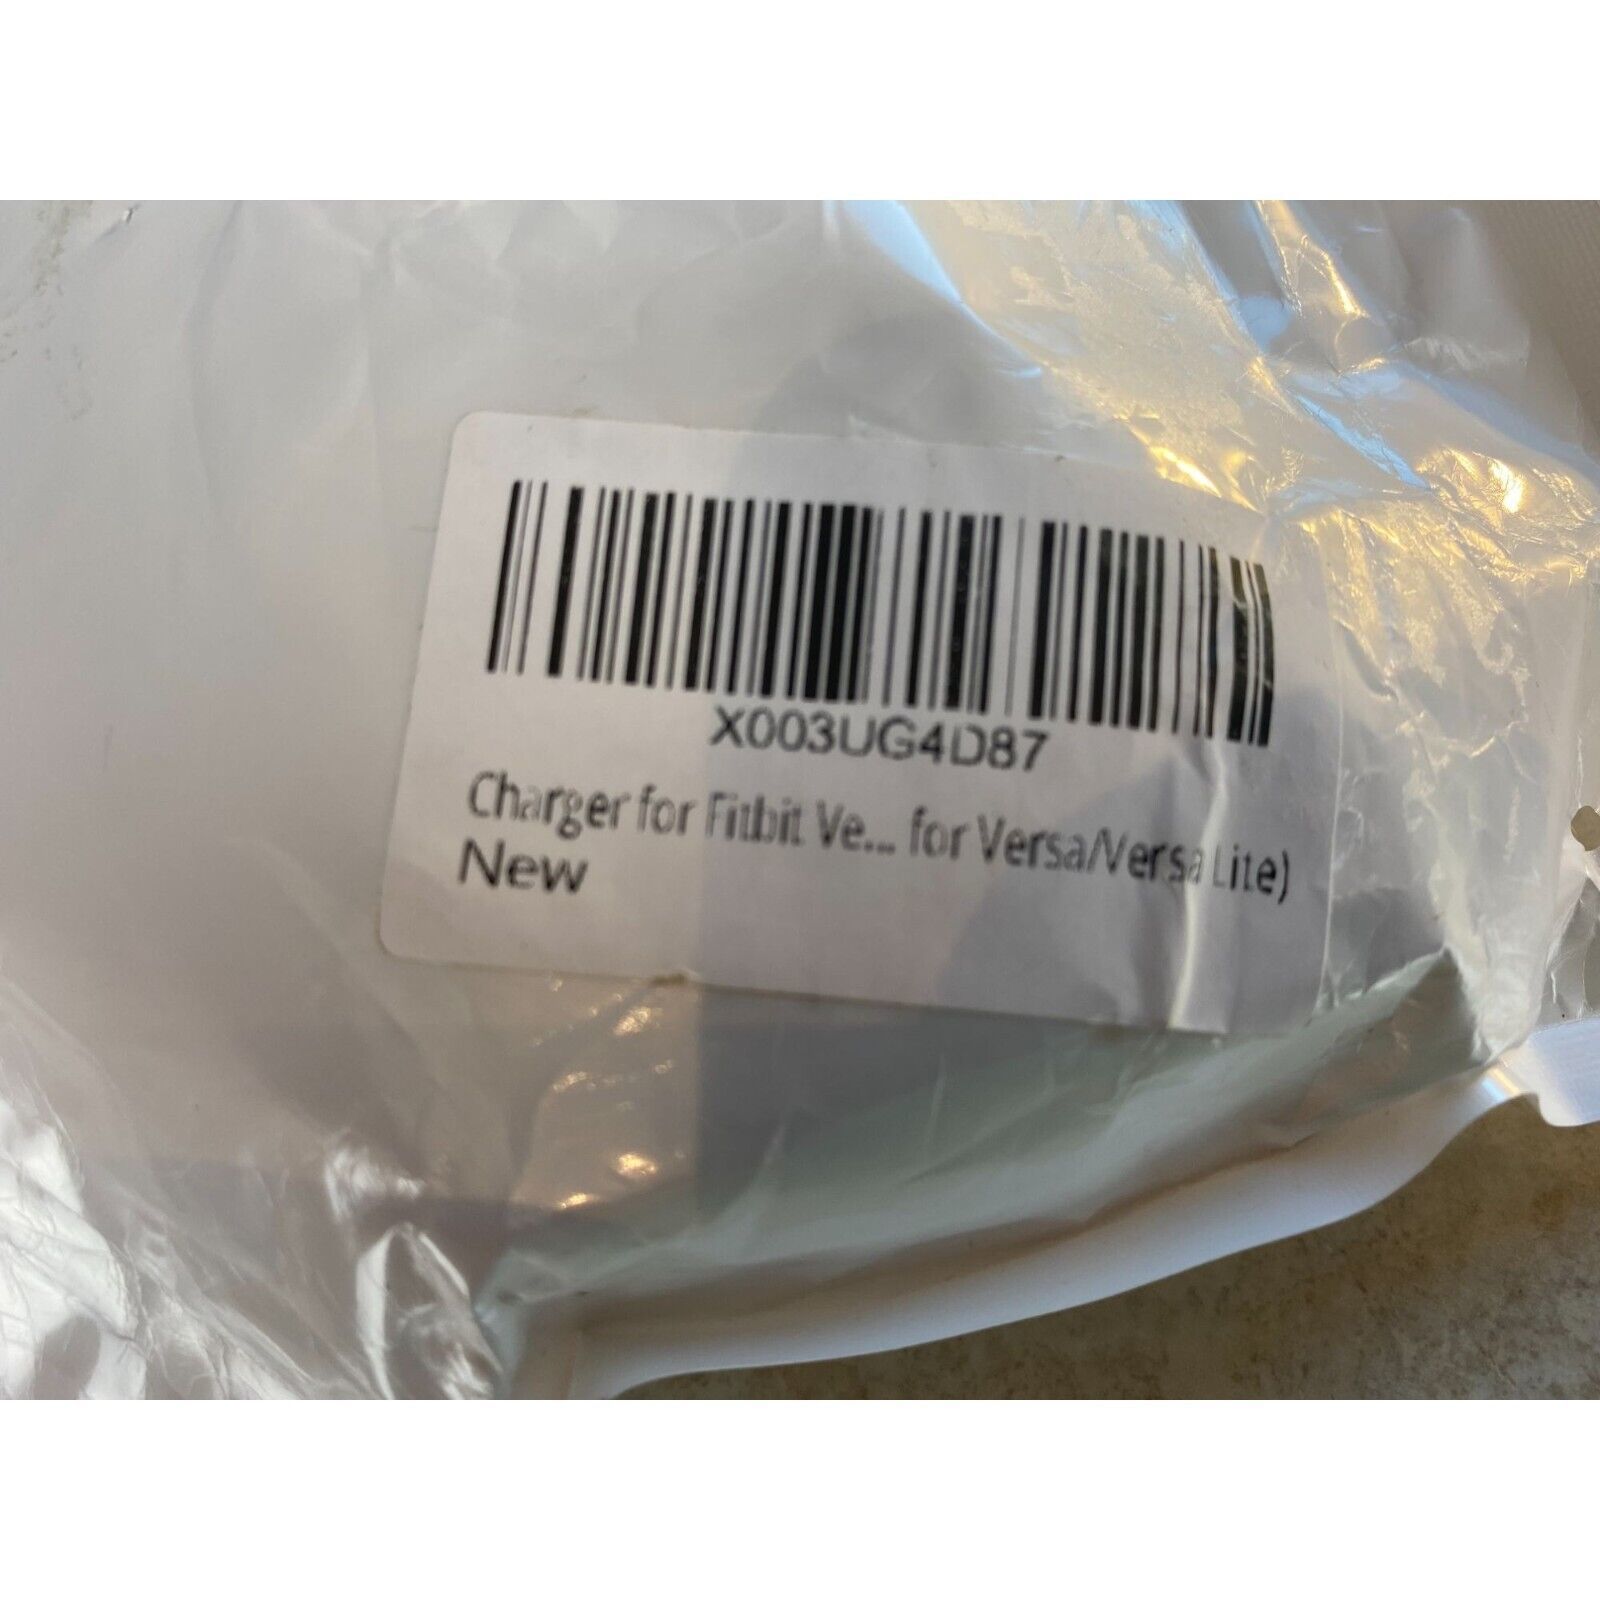 X003UG4D87
Charger for Fitbit Ve... for Versa/Versa Lite)
New